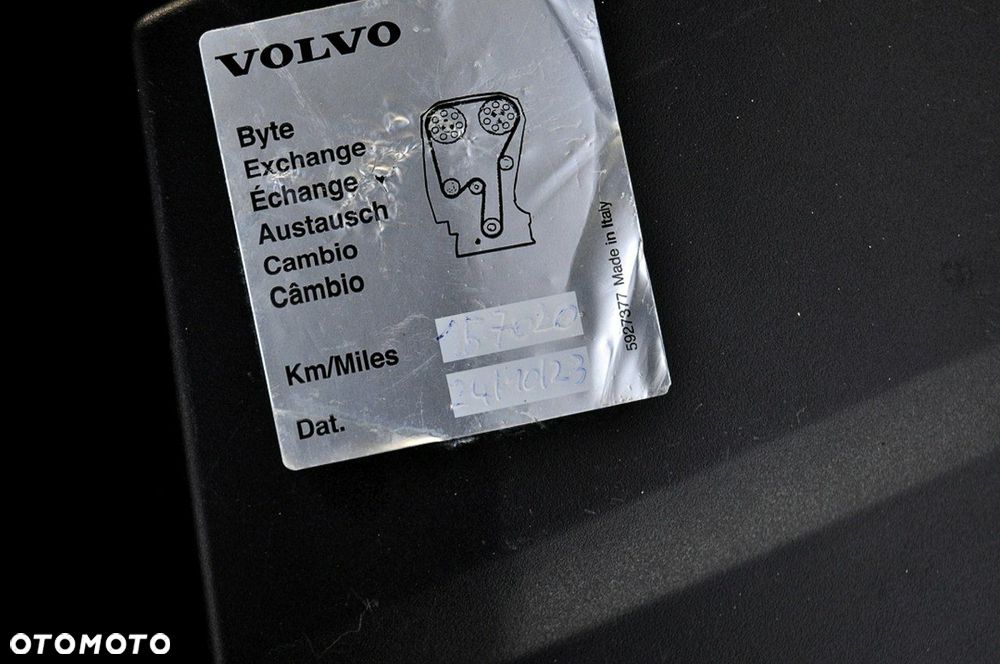 VOLVO
Byte
Exchange
Échange
Austausch
Cambio
Câmbio
Km/Miles 157020
Dat. 24/10/23
5927377 Made in Italy
OTOMOTO